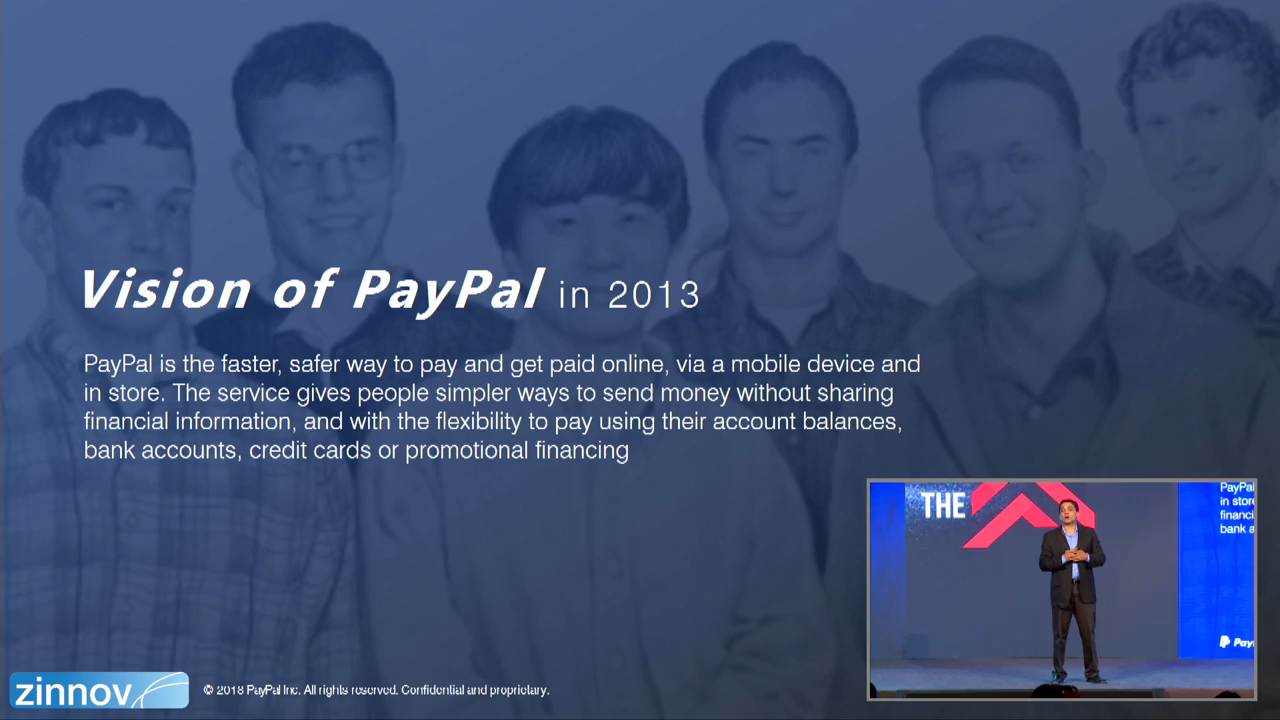 Vision of PayPal in 2013
PayPal is the faster, safer way to pay and get paid online, via a mobile device and
in store. The service gives people simpler ways to send money without sharing
financial information, and with the flexibility to pay using their account balances,
bank accounts, credit cards or promotional financing
THE
PayPal
in store
financi
bank a
Pay
zinnov
© 2018 PayPal Inc. All rights reserved. Confidential and proprietary.